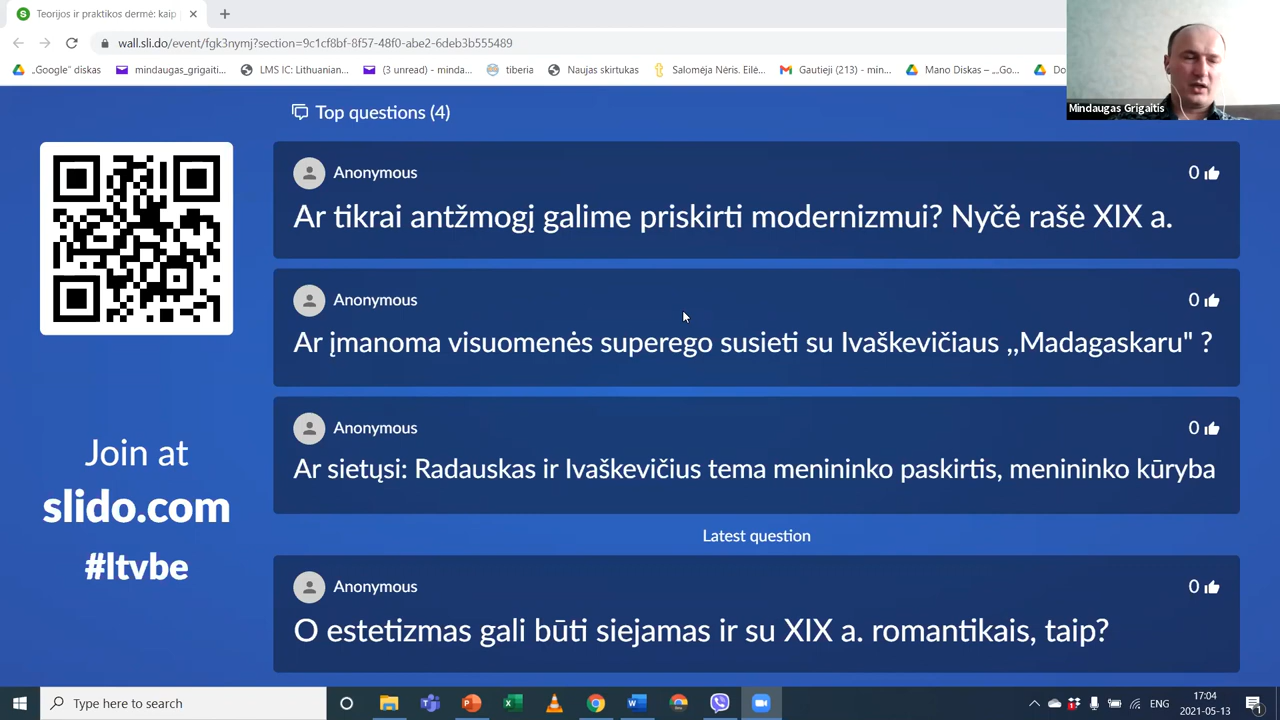 Teorijos ir praktikos dermė: kaip
wall.sli.do/event/fgk3nymj?section=9c1cf8bf-8f57-48f0-abe2-6deb3b555489
„Google" diskas
mindaugas_grigaiti...
LMS IC: Lithuanian...
(3 unread) - minda...
tiberia
Naujas skirtukas
Salomėja Nėris. Eilė...
Gautieji (213) - min...
Mano Diskas – „Go...
Do
Mindaugas Grigaitis
Top questions (4)
Anonymous
0
Ar tikrai antžmogį galime priskirti modernizmui? Nyčė rašė XIX a.
Anonymous
0
Ar įmanoma visuomenės superego susieti su Ivaškevičiaus ,,Madagaskaru" ?
Anonymous
0
Ar sietųsi: Radauskas ir Ivaškevičius tema menininko paskirtis, menininko kūryba
Latest question
Anonymous
0
O estetizmas gali būti siejamas ir su XIX a. romantikais, taip?
Join at
slido.com
#ltvbe
Type here to search
ENG
17:04
2021-05-13
1